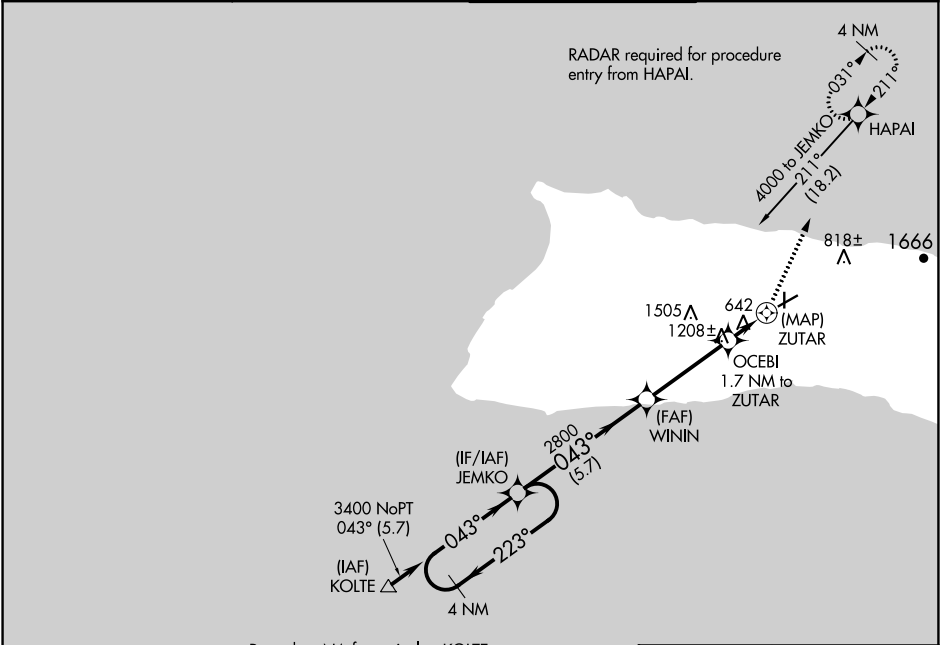 4 NM
RADAR required for procedure
entry from HAPAI.
031°
211°
HAPAI
4000 to JEMKO
211°
(18.2)
818±
1666
642
1505
1208±
(MAP)
ZUTAR
OCEBI
1.7 NM to
ZUTAR
(FAF)
WININ
2800
043°
(5.7)
(IF/IAF)
JEMKO
3400 NoPT
043° (5.7)
043°
223°
(IAF)
KOLTE
4 NM